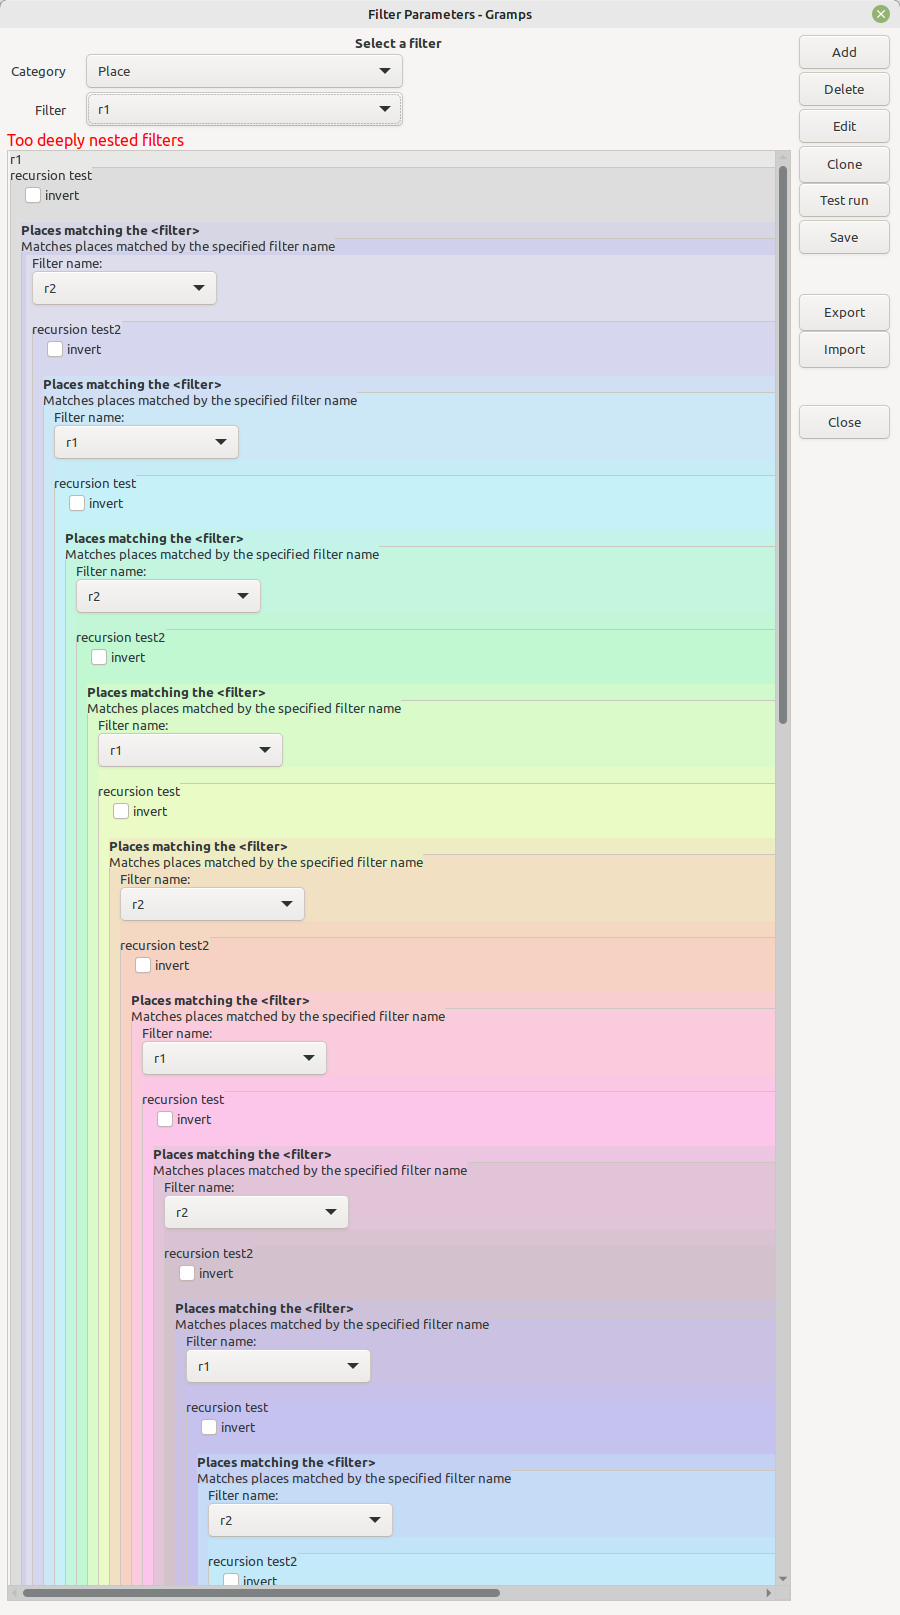 Filter Parameters - Gramps
Select a filter
Category Place
Filter r1
Too deeply nested filters
Add
Delete
Edit
Clone
Test run
Save
Export
Import
Close
r1
recursion test
invert
Places matching the <filter>
Matches places matched by the specified filter name
Filter name:
r2
recursion test2
invert
Places matching the <filter>
Matches places matched by the specified filter name
Filter name:
r1
recursion test
invert
Places matching the <filter>
Matches places matched by the specified filter name
Filter name:
r2
recursion test2
invert
Places matching the <filter>
Matches places matched by the specified filter name
Filter name:
r1
recursion test
invert
Places matching the <filter>
Matches places matched by the specified filter name
Filter name:
r2
recursion test2
invert
Places matching the <filter>
Matches places matched by the specified filter name
Filter name:
r1
recursion test
invert
Places matching the <filter>
Matches places matched by the specified filter name
Filter name:
r2
recursion test2
invert
Places matching the <filter>
Matches places matched by the specified filter name
Filter name:
r1
recursion test
invert
Places matching the <filter>
Matches places matched by the specified filter name
Filter name:
r2
recursion test2
invert